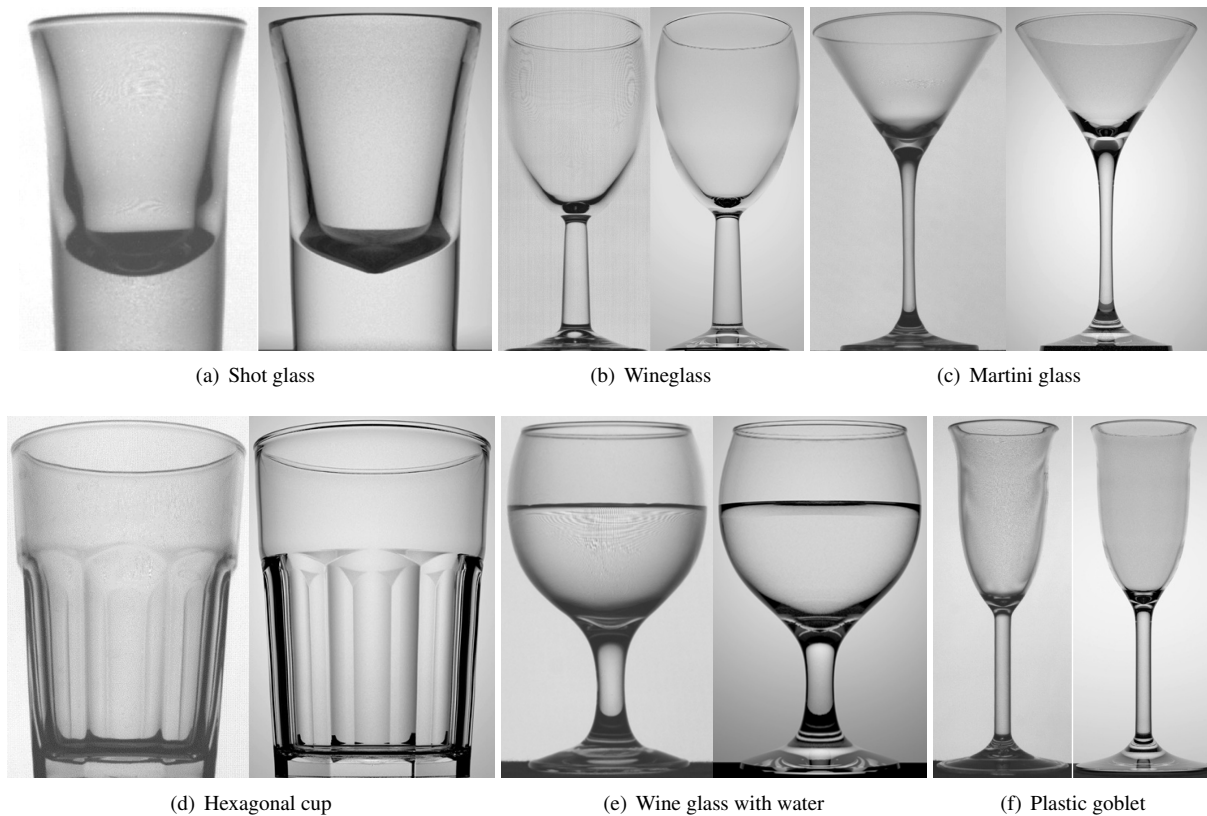 (a) Shot glass
(b) Wineglass
(c) Martini glass
(d) Hexagonal cup
(e) Wine glass with water
(f) Plastic goblet